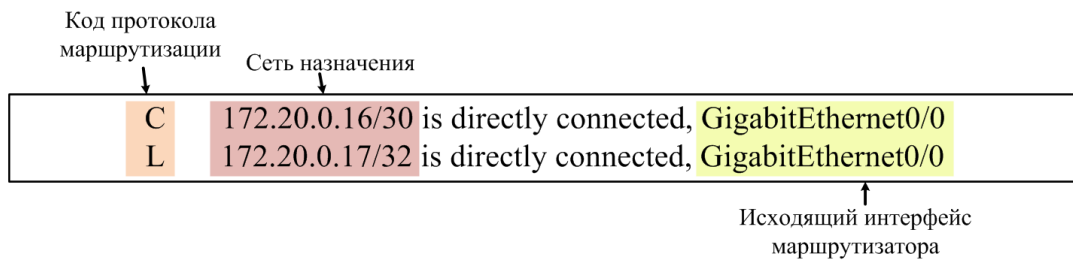 Код протокола
маршрутизации
Сеть назначения
C 172.20.0.16/30 is directly connected, GigabitEthernet0/0
L 172.20.0.17/32 is directly connected, GigabitEthernet0/0
Исходящий интерфейс
маршрутизатора